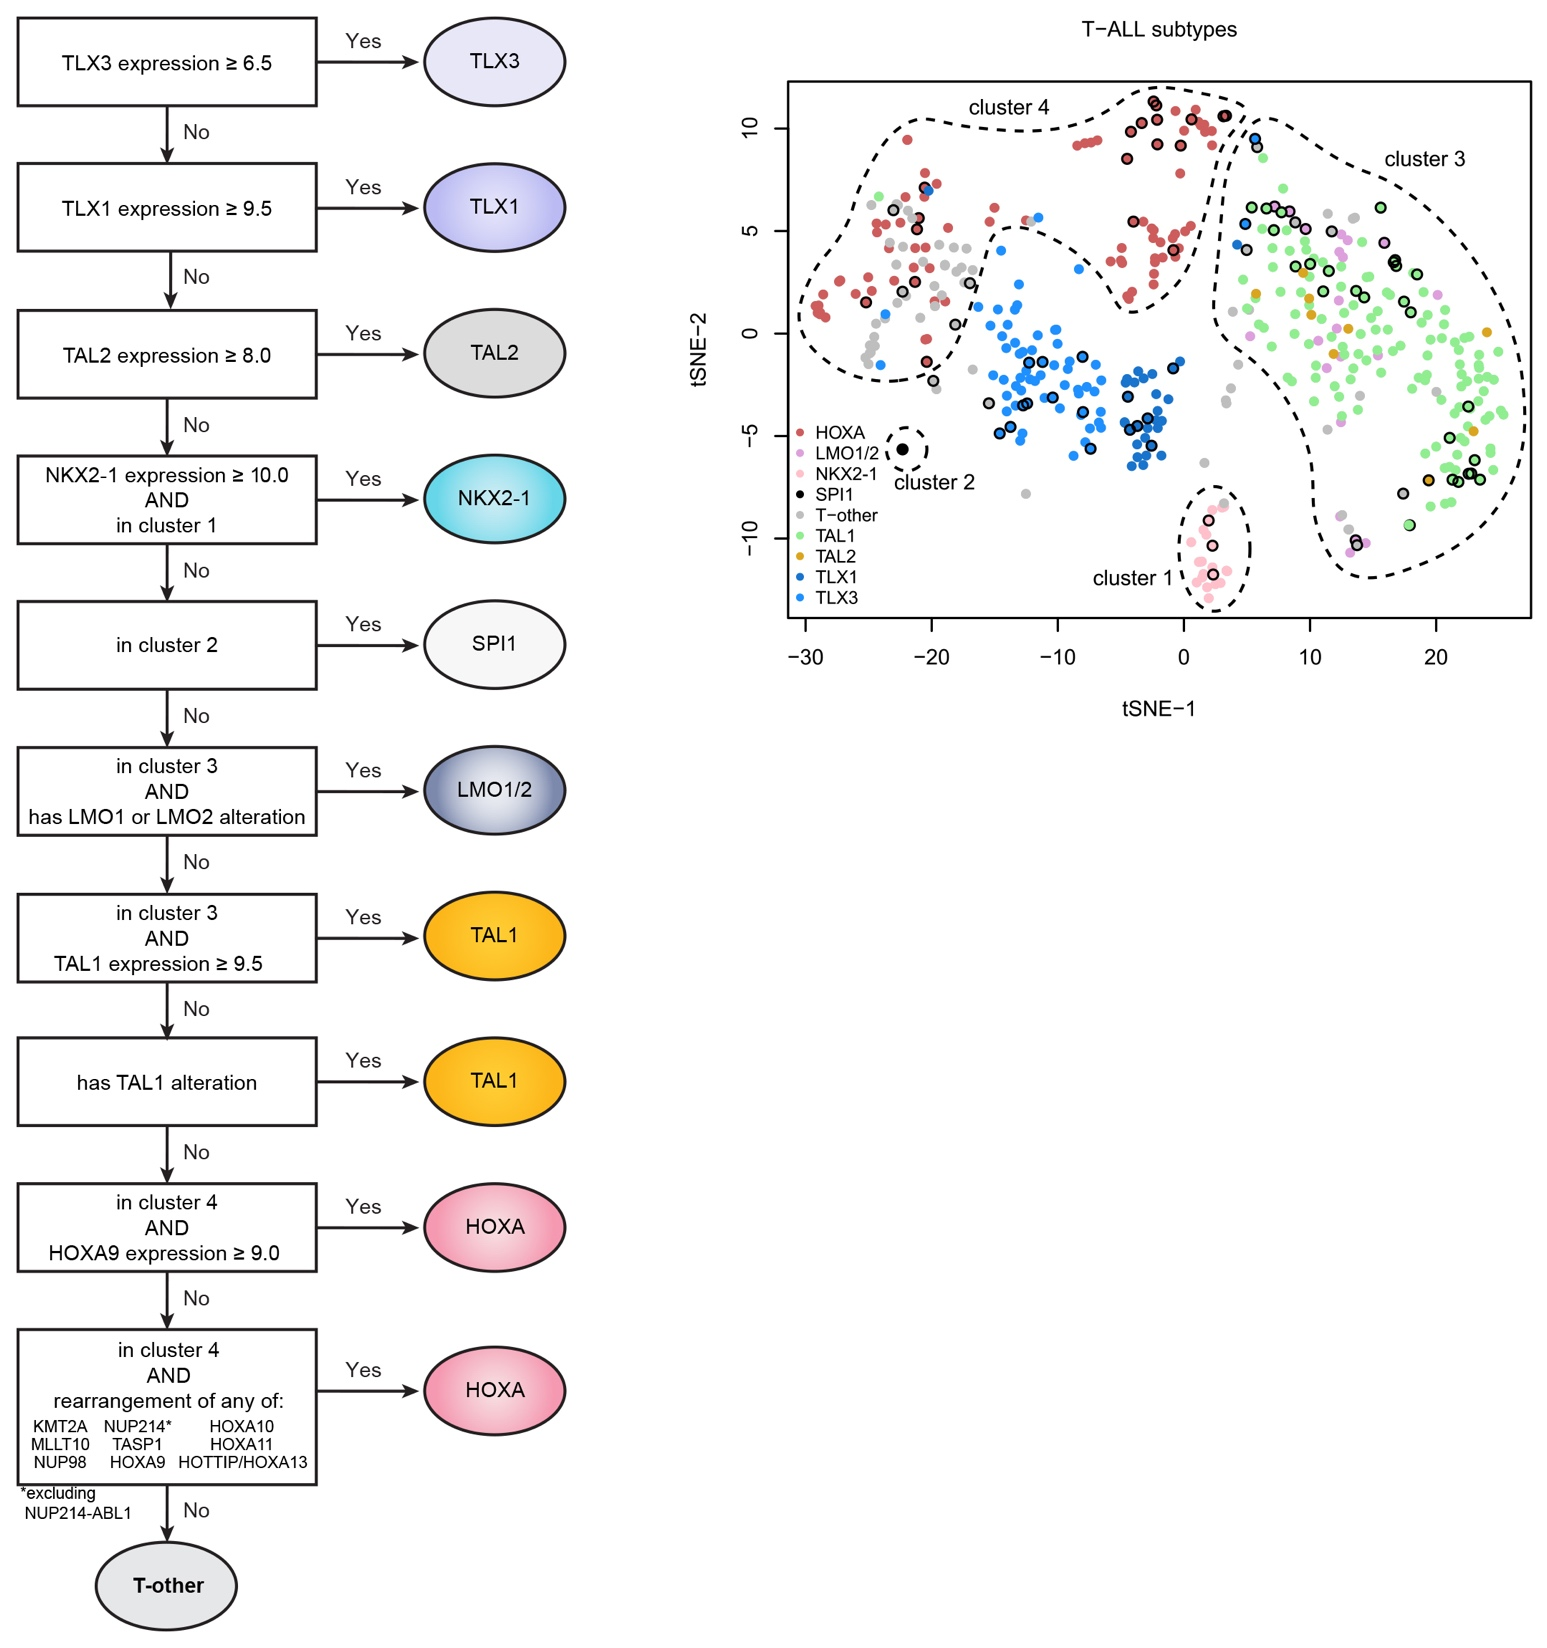 TLX3 expression ≥ 6.5
Yes
TLX3
No
TLX1 expression ≥ 9.5
Yes
TLX1
No
TAL2 expression ≥ 8.0
Yes
TAL2
No
NKX2-1 expression ≥ 10.0
AND
in cluster 1
Yes
NKX2-1
No
in cluster 2
Yes
SPI1
No
in cluster 3
AND
has LMO1 or LMO2 alteration
Yes
LMO1/2
No
in cluster 3
AND
TAL1 expression ≥ 9.5
Yes
TAL1
No
has TAL1 alteration
Yes
TAL1
No
in cluster 4
AND
HOXA9 expression ≥ 9.0
Yes
HOXA
No
in cluster 4
AND
rearrangement of any of:
KMT2A NUP214* HOXA10
MLLT10 TASP1 HOXA11
NUP98 HOXA9 HOTTIP/HOXA13
Yes
HOXA
*excluding
NUP214-ABL1
No
T-other
T−ALL subtypes
cluster 4
cluster 3
cluster 2
cluster 1
HOXA
LMO1/2
NKX2-1
SPI1
T−other
TAL1
TAL2
TLX1
TLX3
10
5
0
−5
−10
tSNE−2
−30 −20 −10 0 10 20
tSNE−1